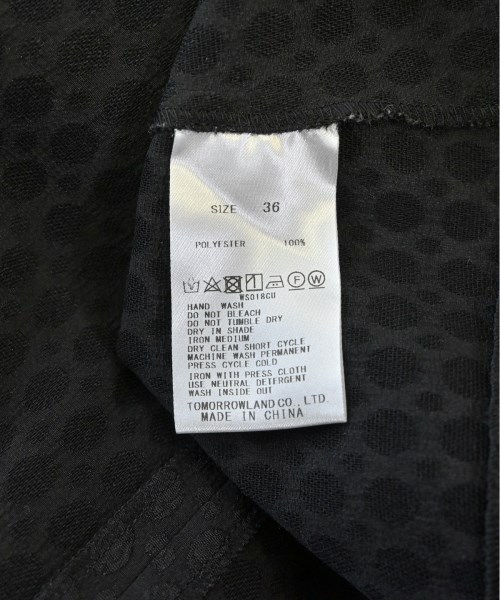 SIZE 36
POLYESTER 100%
F W
WS018CU
HAND WASH
DO NOT BLEACH
DO NOT TUMBLE DRY
DRY IN SHADE
IRON MEDIUM
DRY CLEAN SHORT CYCLE
MACHINE WASH PERMANENT
PRESS CYCLE COLD
IRON WITH PRESS CLOTH
USE NEUTRAL DETERGENT
WASH INSIDE OUT
TOMORROWLAND CO., LTD.
MADE IN CHINA